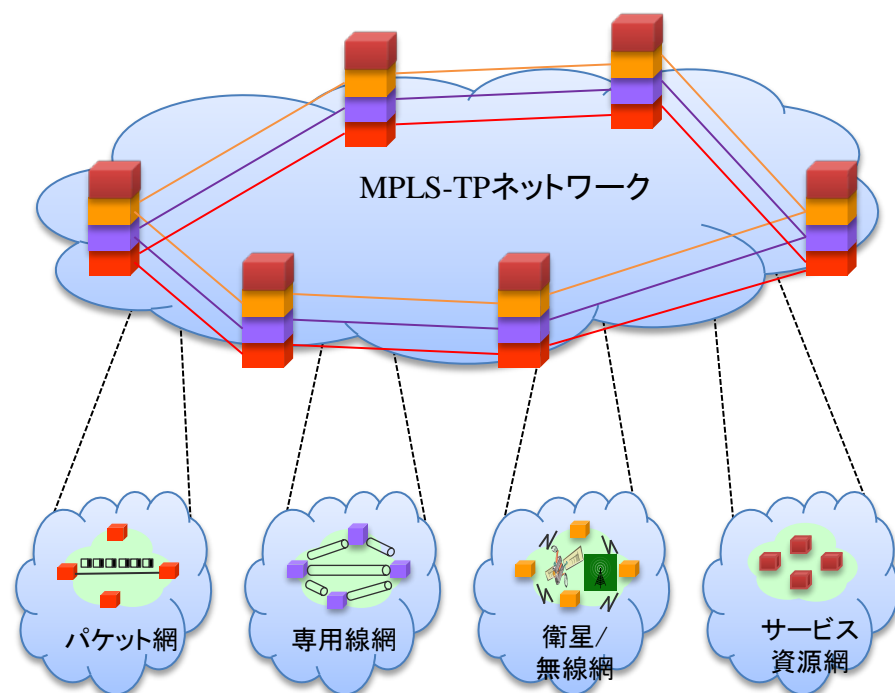 MPLS-TPネットワーク
パケット網
専用線網
衛星/
無線網
サービス
資源網